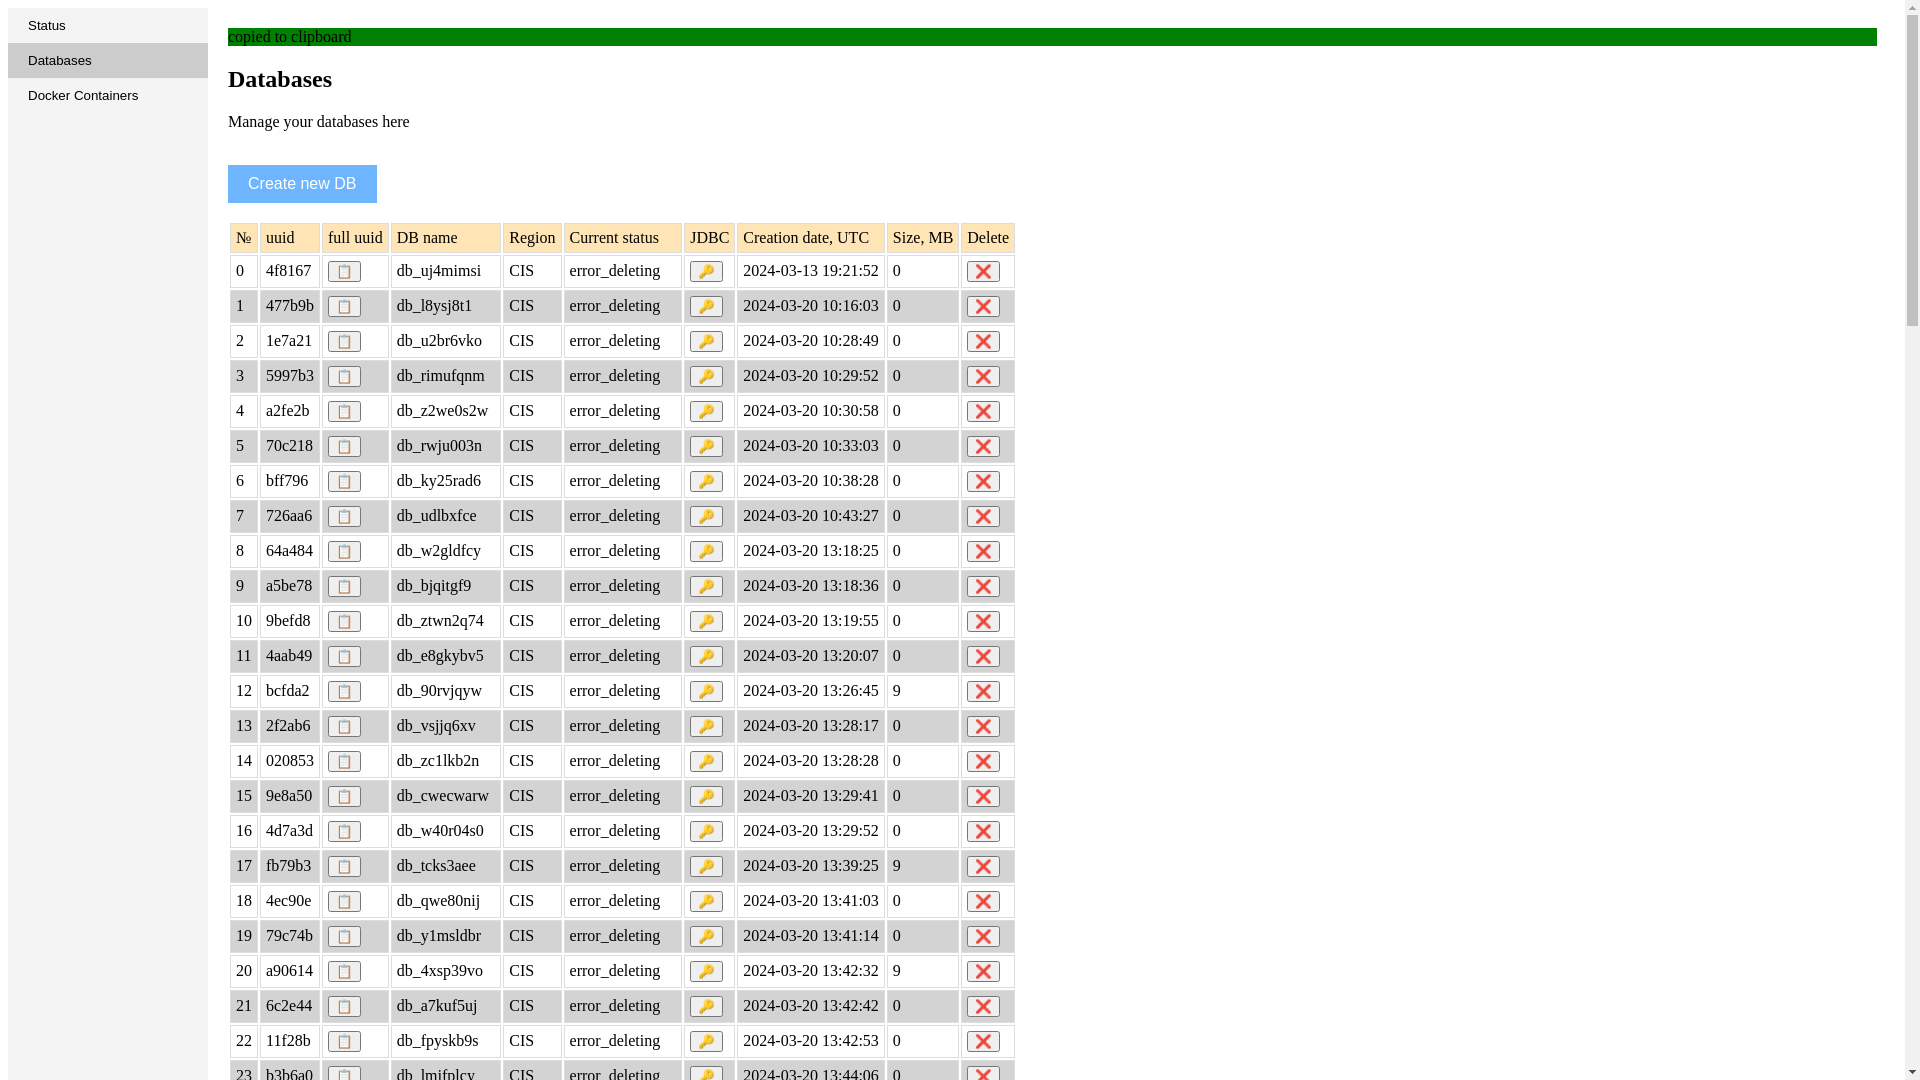 Status
Databases
Docker Containers
copied to clipboard
Databases
Manage your databases here
Create new DB
№ uuid full uuid DB name Region Current status JDBC Creation date, UTC Size, MB Delete
0 4f8167 db_uj4mimsi CIS error_deleting 2024-03-13 19:21:52 0
1 477b9b db_l8ysj8t1 CIS error_deleting 2024-03-20 10:16:03 0
2 1e7a21 db_u2br6vko CIS error_deleting 2024-03-20 10:28:49 0
3 5997b3 db_rimufqnm CIS error_deleting 2024-03-20 10:29:52 0
4 a2fe2b db_z2we0s2w CIS error_deleting 2024-03-20 10:30:58 0
5 70c218 db_rwju003n CIS error_deleting 2024-03-20 10:33:03 0
6 bff796 db_ky25rad6 CIS error_deleting 2024-03-20 10:38:28 0
7 726aa6 db_udlbxfce CIS error_deleting 2024-03-20 10:43:27 0
8 64a484 db_w2gldfcy CIS error_deleting 2024-03-20 13:18:25 0
9 a5be78 db_bjqitgf9 CIS error_deleting 2024-03-20 13:18:36 0
10 9befd8 db_ztwn2q74 CIS error_deleting 2024-03-20 13:19:55 0
11 4aab49 db_e8gkybv5 CIS error_deleting 2024-03-20 13:20:07 0
12 bcfda2 db_90rvjqyw CIS error_deleting 2024-03-20 13:26:45 9
13 2f2ab6 db_vsjjq6xv CIS error_deleting 2024-03-20 13:28:17 0
14 020853 db_zc1lkb2n CIS error_deleting 2024-03-20 13:28:28 0
15 9e8a50 db_cwecwarw CIS error_deleting 2024-03-20 13:29:41 0
16 4d7a3d db_w40r04s0 CIS error_deleting 2024-03-20 13:29:52 0
17 fb79b3 db_tcks3aee CIS error_deleting 2024-03-20 13:39:25 9
18 4ec90e db_qwe80nij CIS error_deleting 2024-03-20 13:41:03 0
19 79c74b db_y1msldbr CIS error_deleting 2024-03-20 13:41:14 0
20 a90614 db_4xsp39vo CIS error_deleting 2024-03-20 13:42:32 9
21 6c2e44 db_a7kuf5uj CIS error_deleting 2024-03-20 13:42:42 0
22 11f28b db_fpyskb9s CIS error_deleting 2024-03-20 13:42:53 0
23 b3b6a0 db_lmifplcv CIS error_deleting 2024-03-20 13:44:06 0